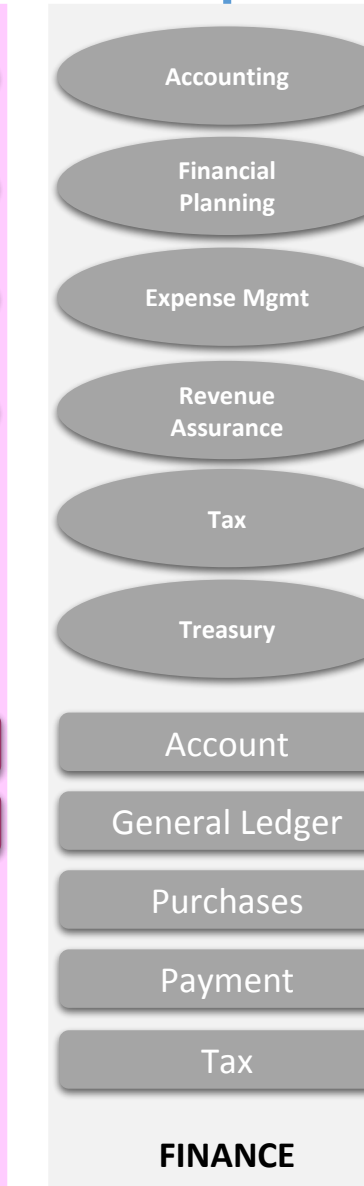 Accounting
Financial
Planning
Expense Mgmt
Revenue
Assurance
Tax
Treasury
Account
General Ledger
Purchases
Payment
Tax
FINANCE